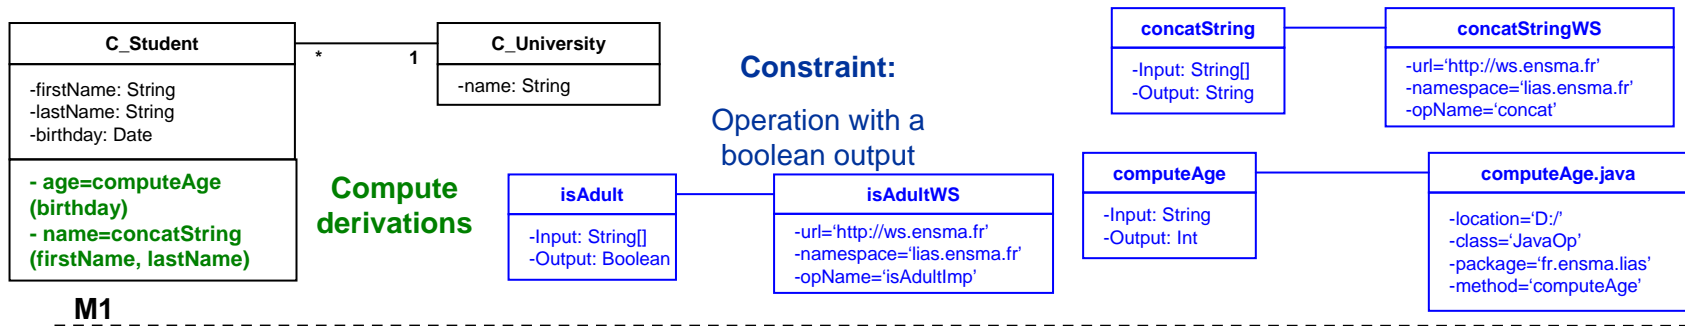 C_Student
-firstName: String
-lastName: String
-birthday: Date
- age=computeAge
(birthday)
- name=concatString
(firstName, lastName)
*
1
C_University
-name: String
Compute
derivations
Constraint:
Operation with a
boolean output
isAdult
-Input: String[]
-Output: Boolean
isAdultWS
-url=‘http://ws.ensma.fr’
-namespace=‘lias.ensma.fr’
-opName=‘isAdultImp’
concatString
-Input: String[]
-Output: String
concatStringWS
-url=‘http://ws.ensma.fr’
-namespace=‘lias.ensma.fr’
-opName=‘concat’
computeAge
-Input: String
-Output: Int
computeAge.java
-location=‘D:/’
-class=‘JavaOp’
-package=‘fr.ensma.lias’
-method=‘computeAge’
M1